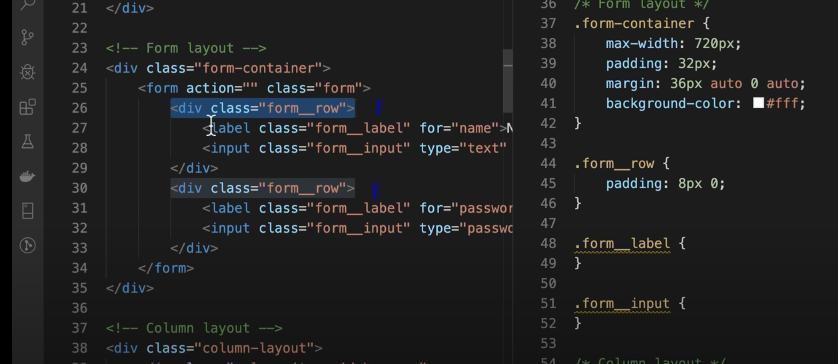 21 </div>
22
23 <!-- Form layout -->
24 <div class="form-container">
25 <form action="" class="form">
26 <div class="form__row">
27 <label class="form__label" for="name">N
28 <input class="form__input" type="text"
29 </div>
30 <div class="form__row">
31 <label class="form__label" for="passwor
32 <input class="form__input" type="passwo
33 </div>
34 </form>
35 </div>
36
37 <!-- Column layout -->
38 <div class="column-layout">
36 /* Form layout */
37 .form-container {
38 max-width: 720px;
39 padding: 32px;
40 margin: 36px auto 0 auto;
41 background-color: #fff;
42 }
43
44 .form__row {
45 padding: 8px 0;
46 }
47
48 .form__label {
49 }
50
51 .form__input {
52 }
53
54 /* Column layout */